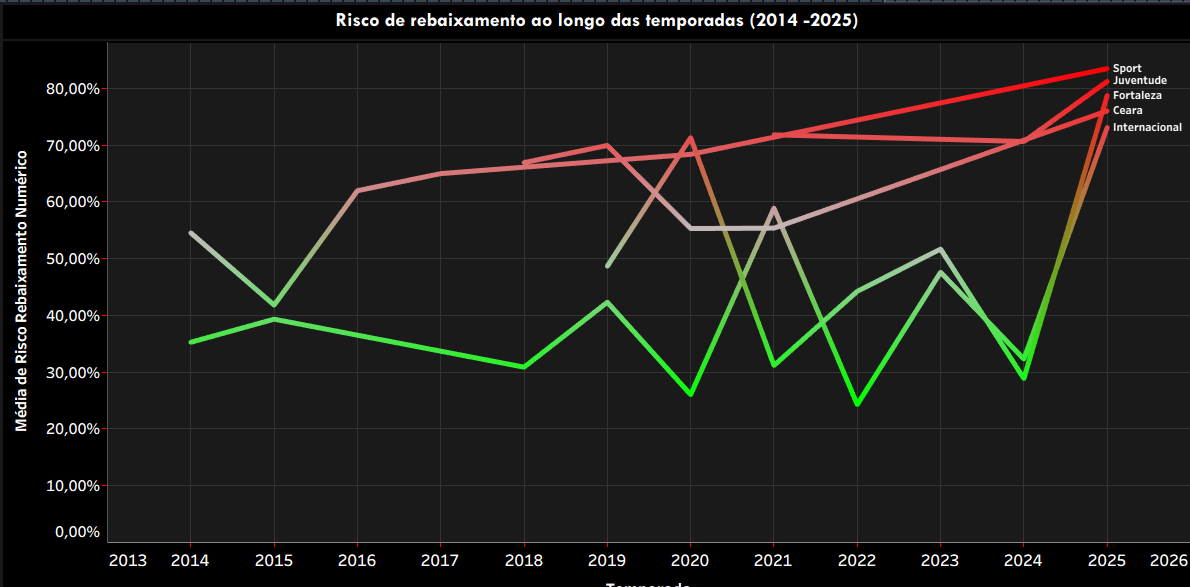 Risco de rebaixamento ao longo das temporadas (2014 -2025)
Média de Risco Rebaixamento Numérico
80,00%
70,00%
60,00%
50,00%
40,00%
30,00%
20,00%
10,00%
0,00%
Sport
Juventude
Fortaleza
Ceara
Internacional
2013 2014 2015 2016 2017 2018 2019 2020 2021 2022 2023 2024 2025 2026
Temporada